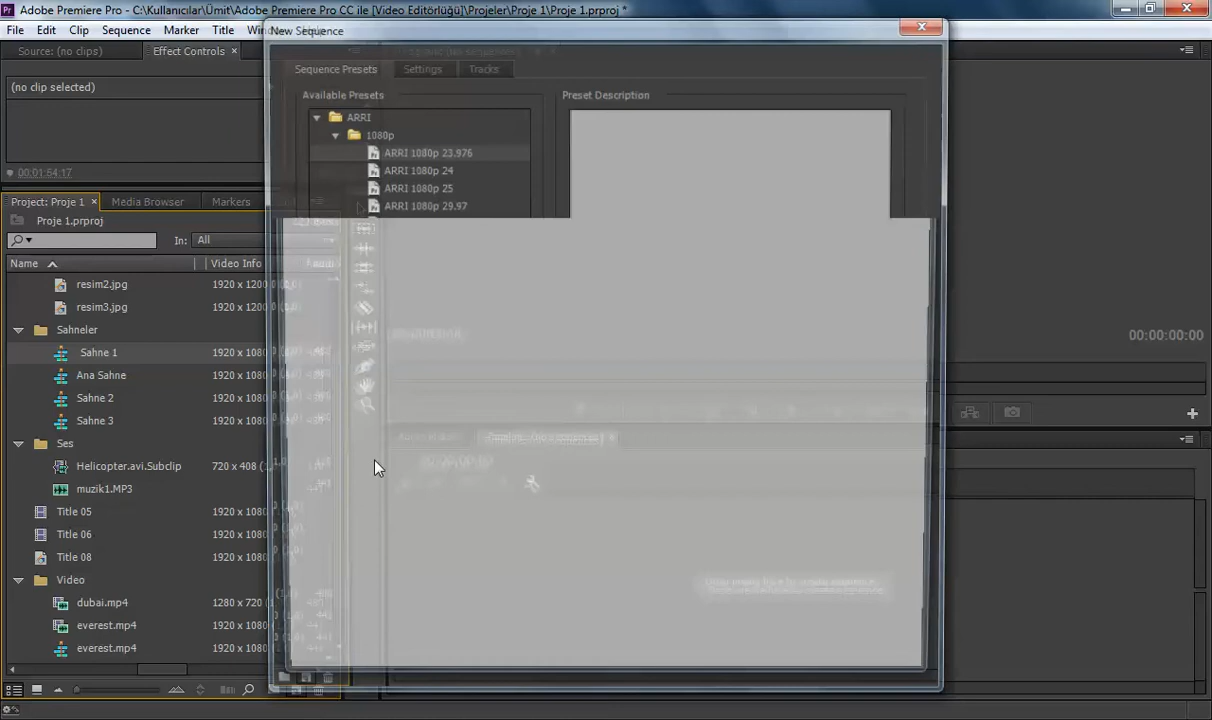 Adobe Premiere Pro - C:\Kullanıcılar\Ümit\Adobe Premiere Pro CC ile [Video Editörlüğü]\Projeler\Proje 1\Proje 1.prproj *
File Edit Clip Sequence Marker Title
New Sequence
Source: (no clips) Effect Controls
Sequence Presets Settings Tracks
(no clip selected)
Available Presets Preset Description
ARRI
1080p
ARRI 1080p 23.976
ARRI 1080p 24
ARRI 1080p 25
ARRI 1080p 29.97
00:01:54:17
Project: Proje 1 Media Browser Markers
Proje 1.prproj
In: All
Name Video Info
resim2.jpg 1920 x 1200
resim3.jpg 1920 x 1200
Sahneler
Sahne 1 1920 x 1080
Ana Sahne 1920 x 1080
Sahne 2 1920 x 1080
Sahne 3 1920 x 1080
Ses
Helicopter.avi.Subclip 720 x 408
muzik1.MP3
Title 05 1920 x 1080
Title 06 1920 x 1080
Title 08 1920 x 1080
Video
dubai.mp4 1280 x 720
everest.mp4 1920 x 1080
everest.mp4 1920 x 1080
00:00:00:00